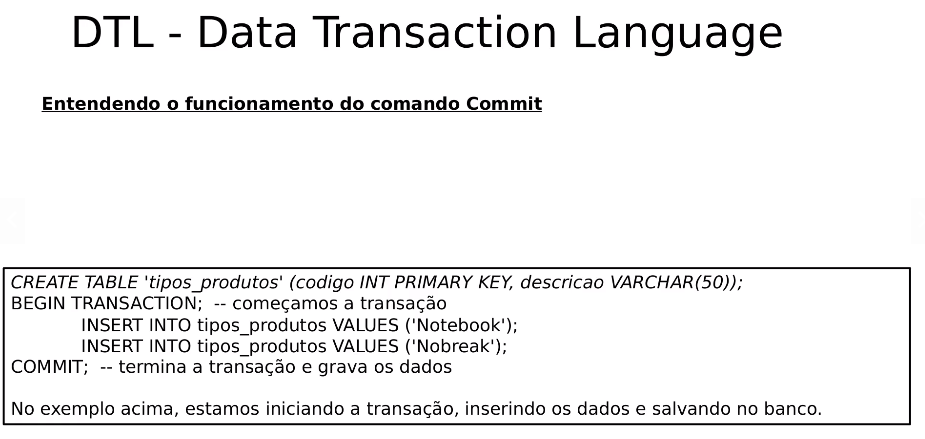 DTL - Data Transaction Language
Entendendo o funcionamento do comando Commit
CREATE TABLE 'tipos_produtos' (codigo INT PRIMARY KEY, descricao VARCHAR(50));
BEGIN TRANSACTION;  -- começamos a transação
INSERT INTO tipos_produtos VALUES ('Notebook');
INSERT INTO tipos_produtos VALUES ('Nobreak');
COMMIT;  -- termina a transação e grava os dados
No exemplo acima, estamos iniciando a transação, inserindo os dados e salvando no banco.